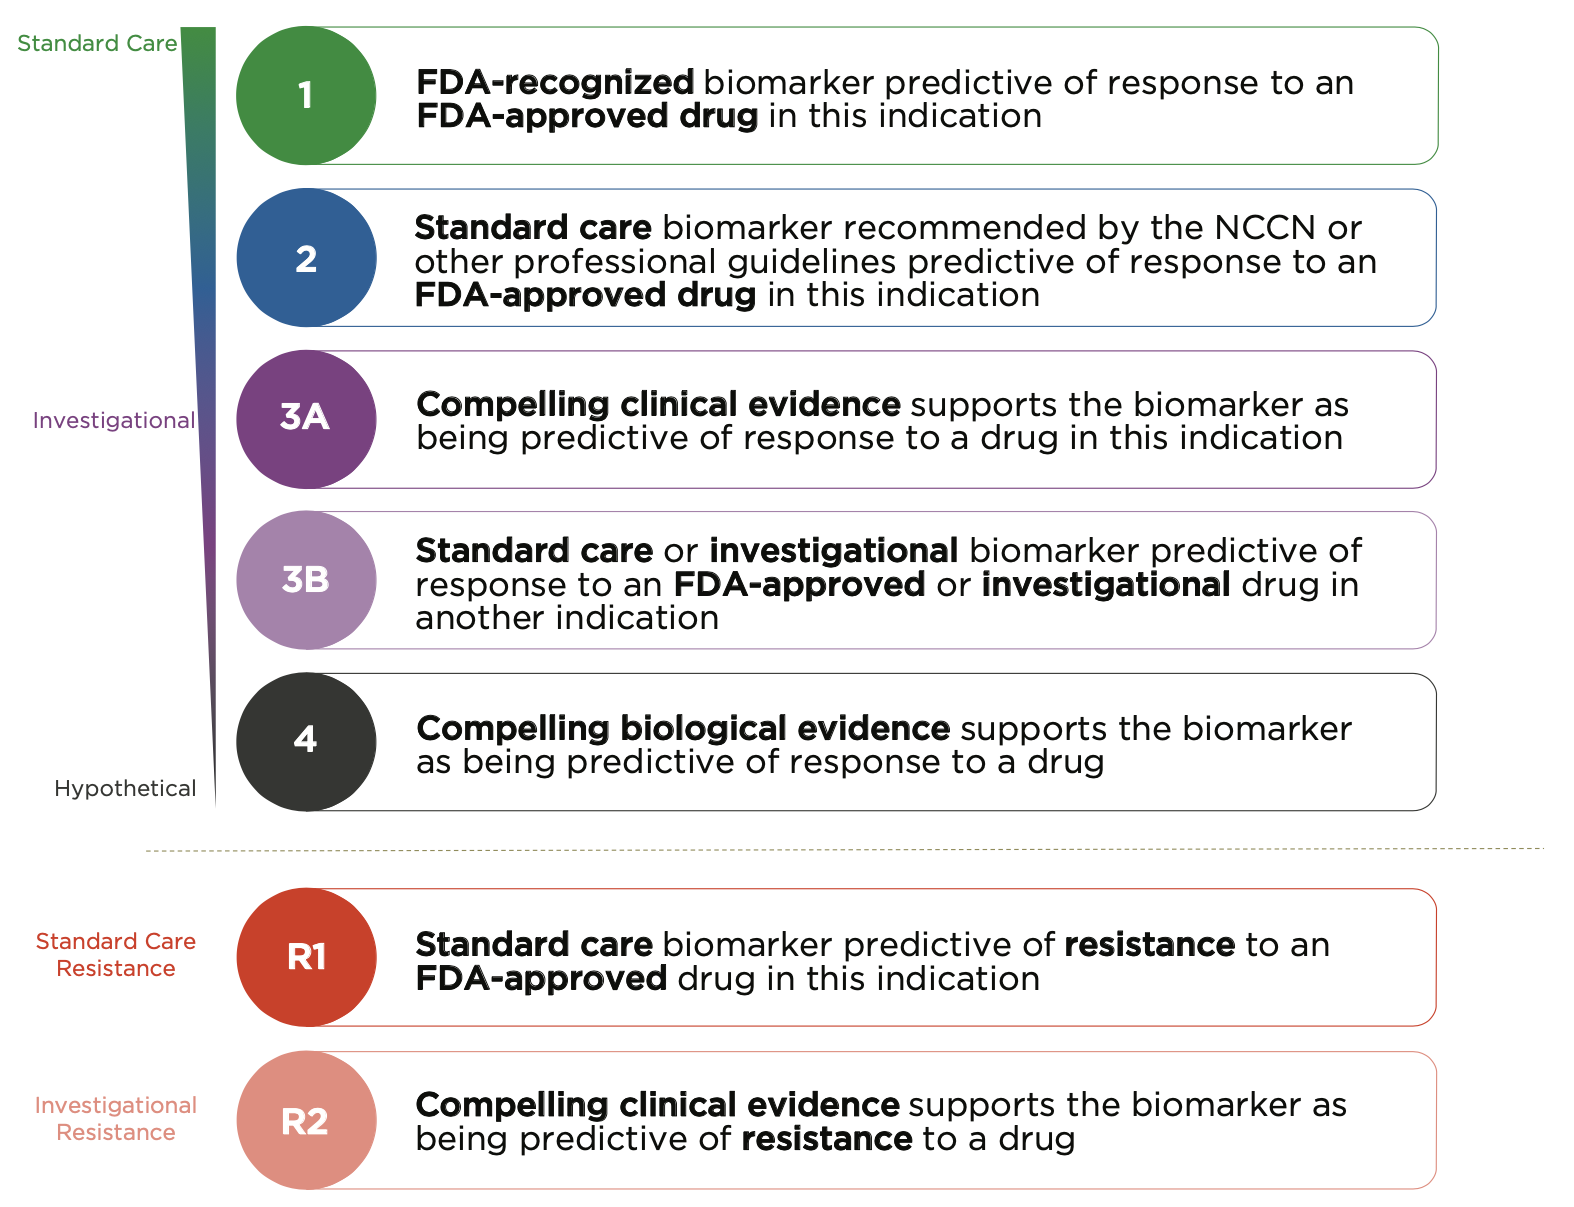 Standard Care
1
FDA-recognized biomarker predictive of response to an
FDA-approved drug in this indication
2
Standard care biomarker recommended by the NCCN or
other professional guidelines predictive of response to an
FDA-approved drug in this indication
Investigational
3A
Compelling clinical evidence supports the biomarker as
being predictive of response to a drug in this indication
3B
Standard care or investigational biomarker predictive of
response to an FDA-approved or investigational drug in
another indication
4
Compelling biological evidence supports the biomarker
as being predictive of response to a drug
Hypothetical
Standard Care
Resistance
R1
Standard care biomarker predictive of resistance to an
FDA-approved drug in this indication
Investigational
Resistance
R2
Compelling clinical evidence supports the biomarker as
being predictive of resistance to a drug